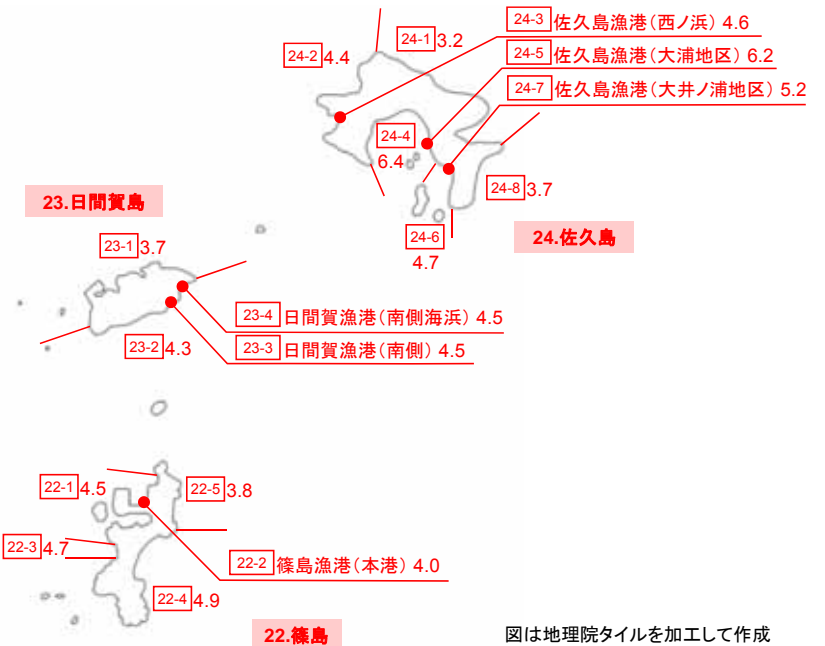 24-3 佐久島漁港(西ノ浜) 4.6
24-1 3.2
24-2 4.4
24-5 佐久島漁港(大浦地区) 6.2
24-7 佐久島漁港(大井ノ浦地区) 5.2
24-4
6.4
24-8 3.7
23.日間賀島
24-6
4.7
24.佐久島
23-1 3.7
23-4 日間賀漁港(南側海浜) 4.5
23-2 4.3
23-3 日間賀漁港(南側) 4.5
22-1 4.5
22-5 3.8
22-3 4.7
22-2 篠島漁港(本港) 4.0
22-4 4.9
22.篠島
図は地理院タイルを加工して作成